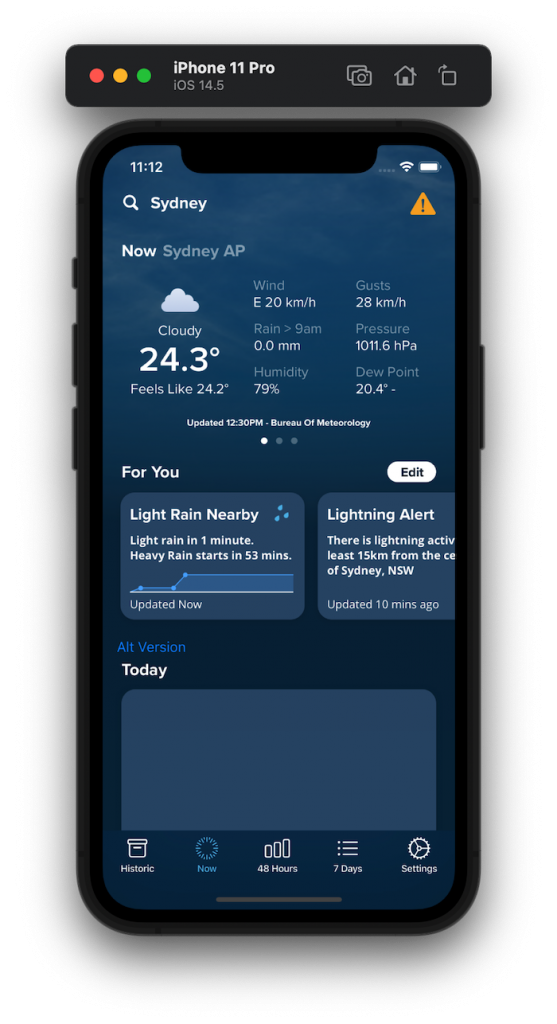 iPhone 11 Pro
iOS 14.5
11:12
Sydney
Now Sydney AP
Wind
Gusts
E 20 km/h
28 km/h
Cloudy
Rain > 9am
Pressure
24.3°
0.0 mm
1011.6 hPa
Humidity
Dew Point
Feels Like 24.2°
79%
20.4° -
Updated 12:30PM - Bureau Of Meteorology
For You
Edit
Light Rain Nearby
Light rain in 1 minute.
Heavy Rain starts in 53 mins.
Updated Now
Lightning Alert
There is lightning activ
least 15km from the ce
of Sydney, NSW
Updated 10 mins ago
Alt Version
Today
Historic
Now
48 Hours
7 Days
Settings